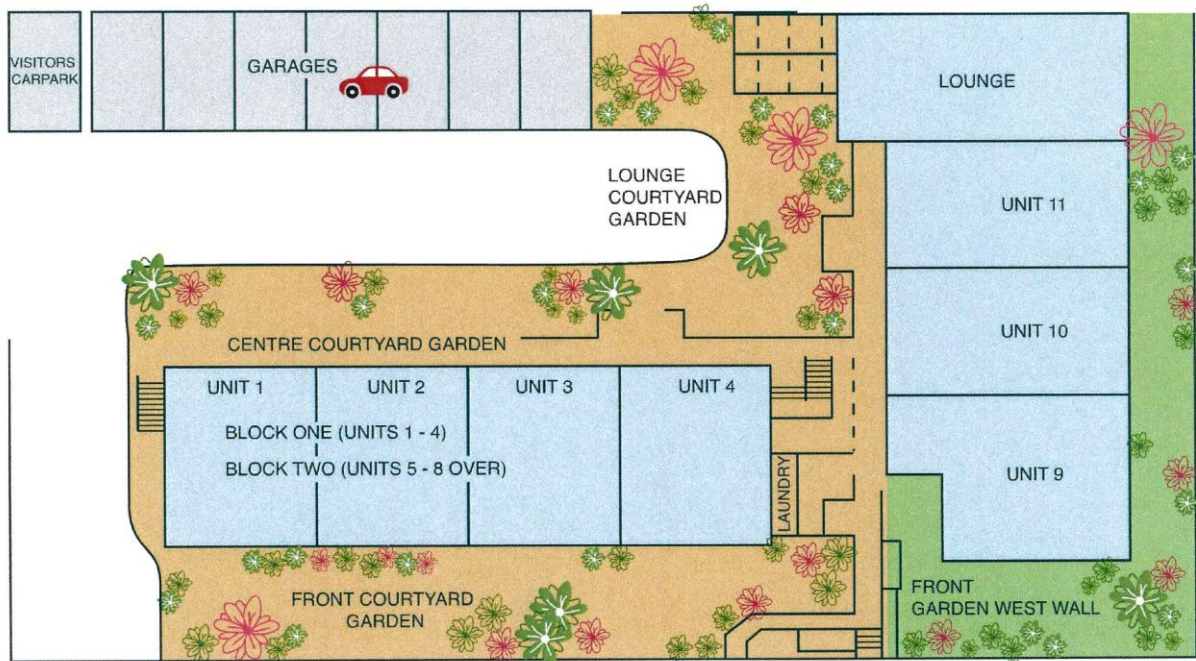 VISITORS
CARPARK
GARAGES
LOUNGE
LOUNGE
COURTYARD
GARDEN
UNIT 11
UNIT 10
CENTRE COURTYARD GARDEN
UNIT 1
UNIT 2
UNIT 3
UNIT 4
BLOCK ONE (UNITS 1 - 4)
BLOCK TWO (UNITS 5 - 8 OVER)
LAUNDRY
UNIT 9
FRONT COURTYARD
GARDEN
FRONT
GARDEN WEST WALL